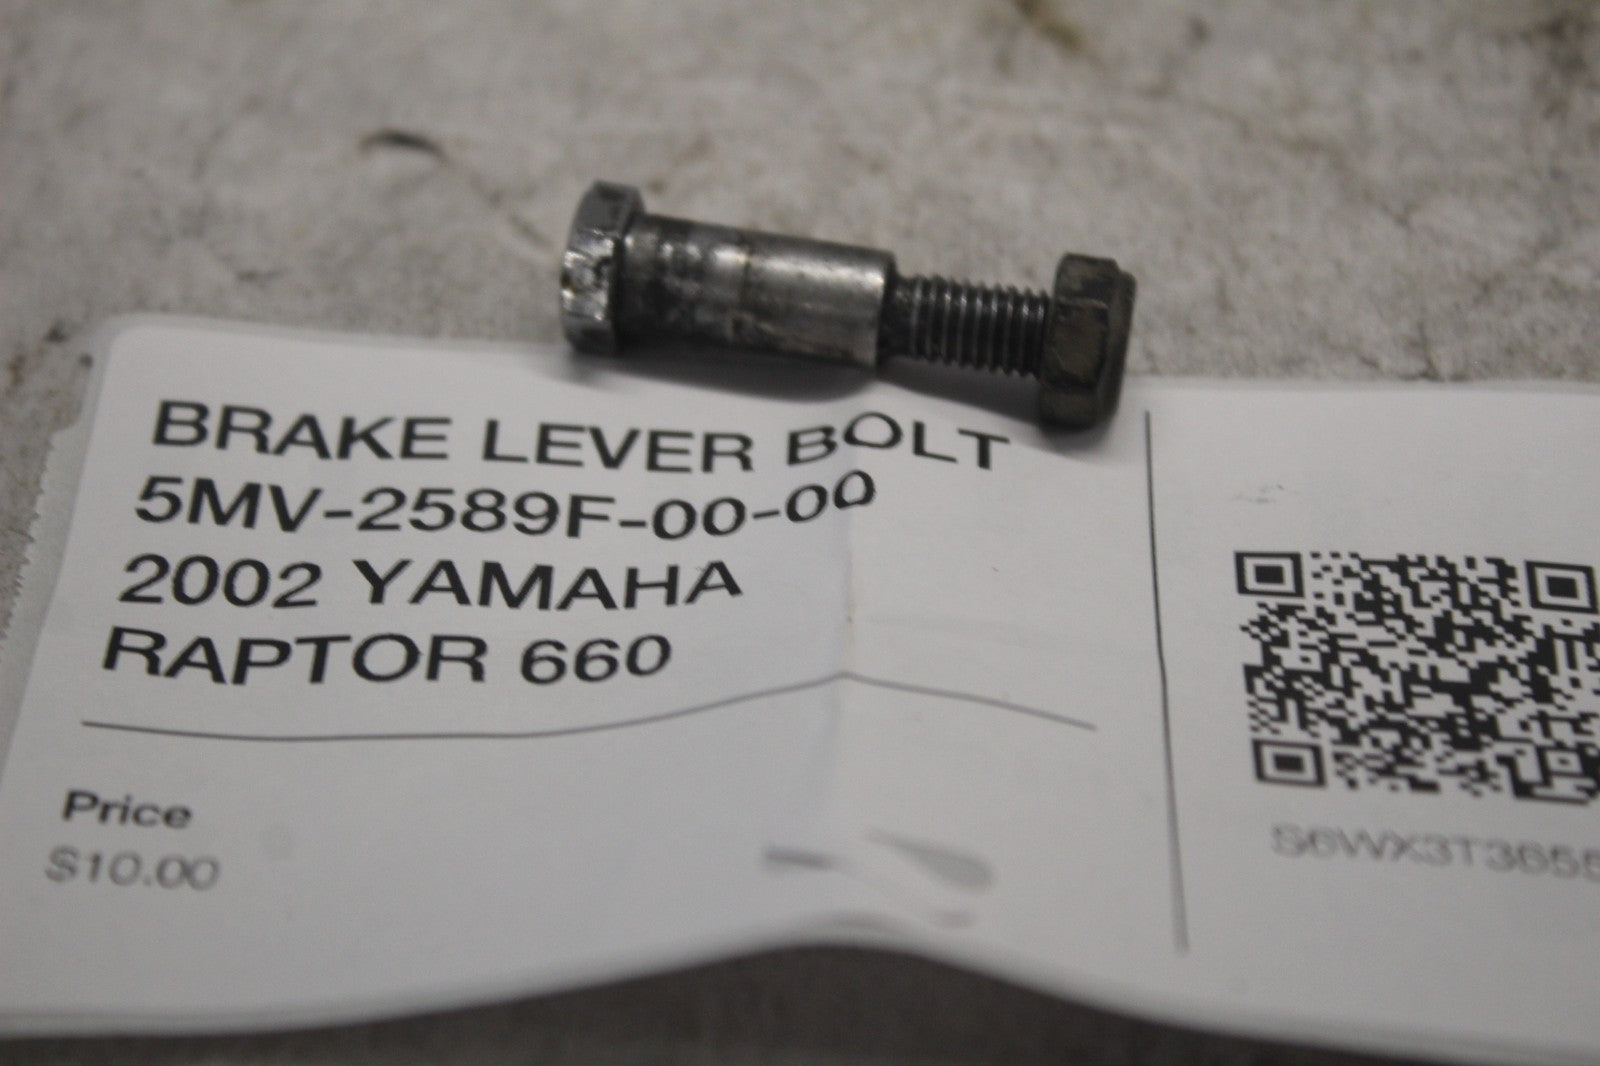 BRAKE LEVER BOLT
5MV-2589F-00-00
2002 YAMAHA
RAPTOR 660
Price
$10.00